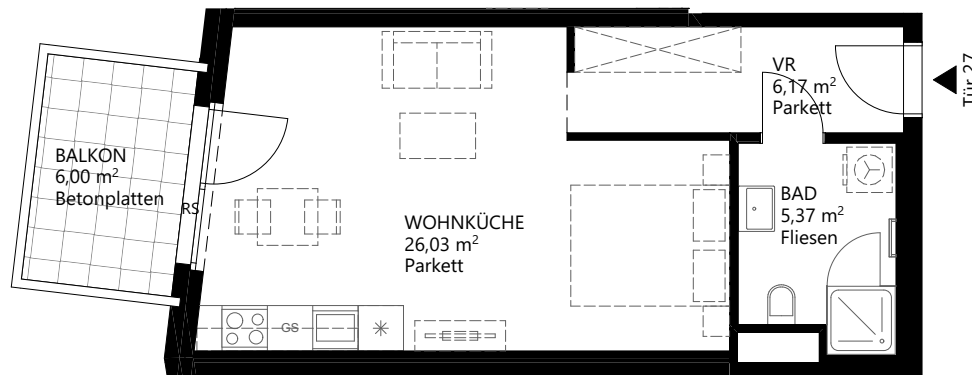 VR
6,17 m²
Parkett
Tür 27
BALKON
6,00 m²
Betonplatten
RS
BAD
5,37 m²
Fliesen
WOHNKÜCHE
26,03 m²
Parkett
GS